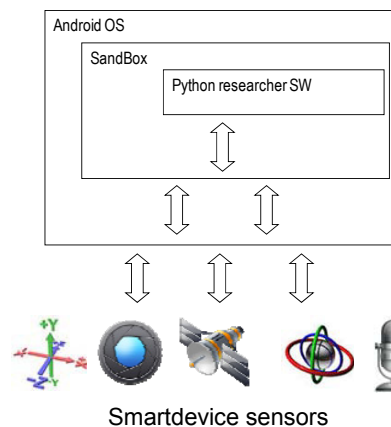 Android OS
SandBox
Python researcher SW
+Y
-X
+X
-Z
-Y
Smartdevice sensors